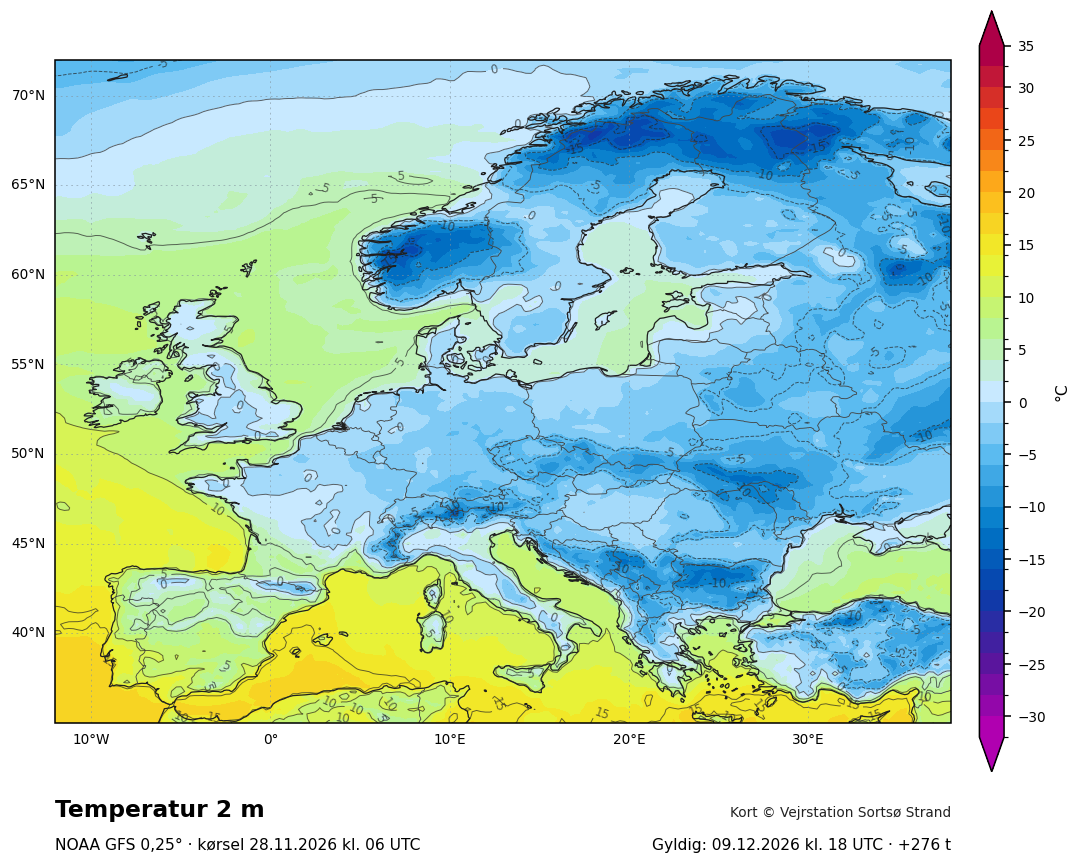 70°N
65°N
60°N
55°N
50°N
45°N
40°N
10°W
0°
10°E
20°E
30°E
35
30
25
20
15
10
5
0
−5
−10
−15
−20
−25
−30
°C
Temperatur 2 m
Kort © Vejrstation Sortsø Strand
NOAA GFS 0,25° · kørsel 28.11.2026 kl. 06 UTC
Gyldig: 09.12.2026 kl. 18 UTC · +276 t